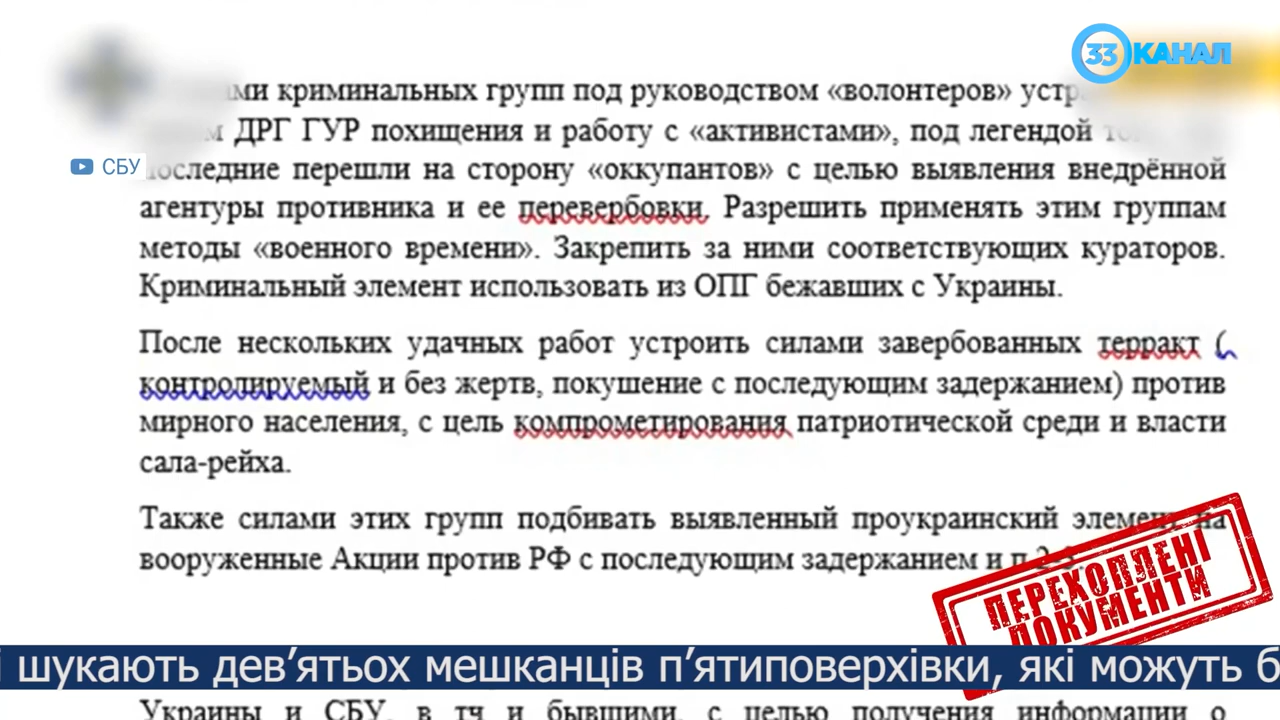 33 КАНАЛ
криминальных групп под руководством «волонтеров»
ДРГ ГУР похищения и работу с «активистами», под легендой
СБУ
последние перешли на сторону «оккупантов» с целью выявления внедрённой
агентуры противника и ее перевербовки. Разрешить применять этим группам
методы «военного времени». Закрепить за ними соответствующих кураторов.
Криминальный элемент использовать из ОПГ бежавших с Украины.
После нескольких удачных работ устроить силами завербованных терракт (
контролируемый и без жертв, покушение с последующим задержанием) против
мирного населения, с цель компрометирования патриотической среди и власти
сала-рейха.
Также силами этих групп подбивать выявленный проукраинский элемент на
вооруженные Акции против РФ с последующим задержанием и п 2-3.
ПЕРЕХОПЛЕНІ
ДОКУМЕНТИ
і шукають дев’ятьох мешканців п’ятиповерхівки, які можуть б
Украины и СБУ, в тч и бывшими, с целью получения информации о